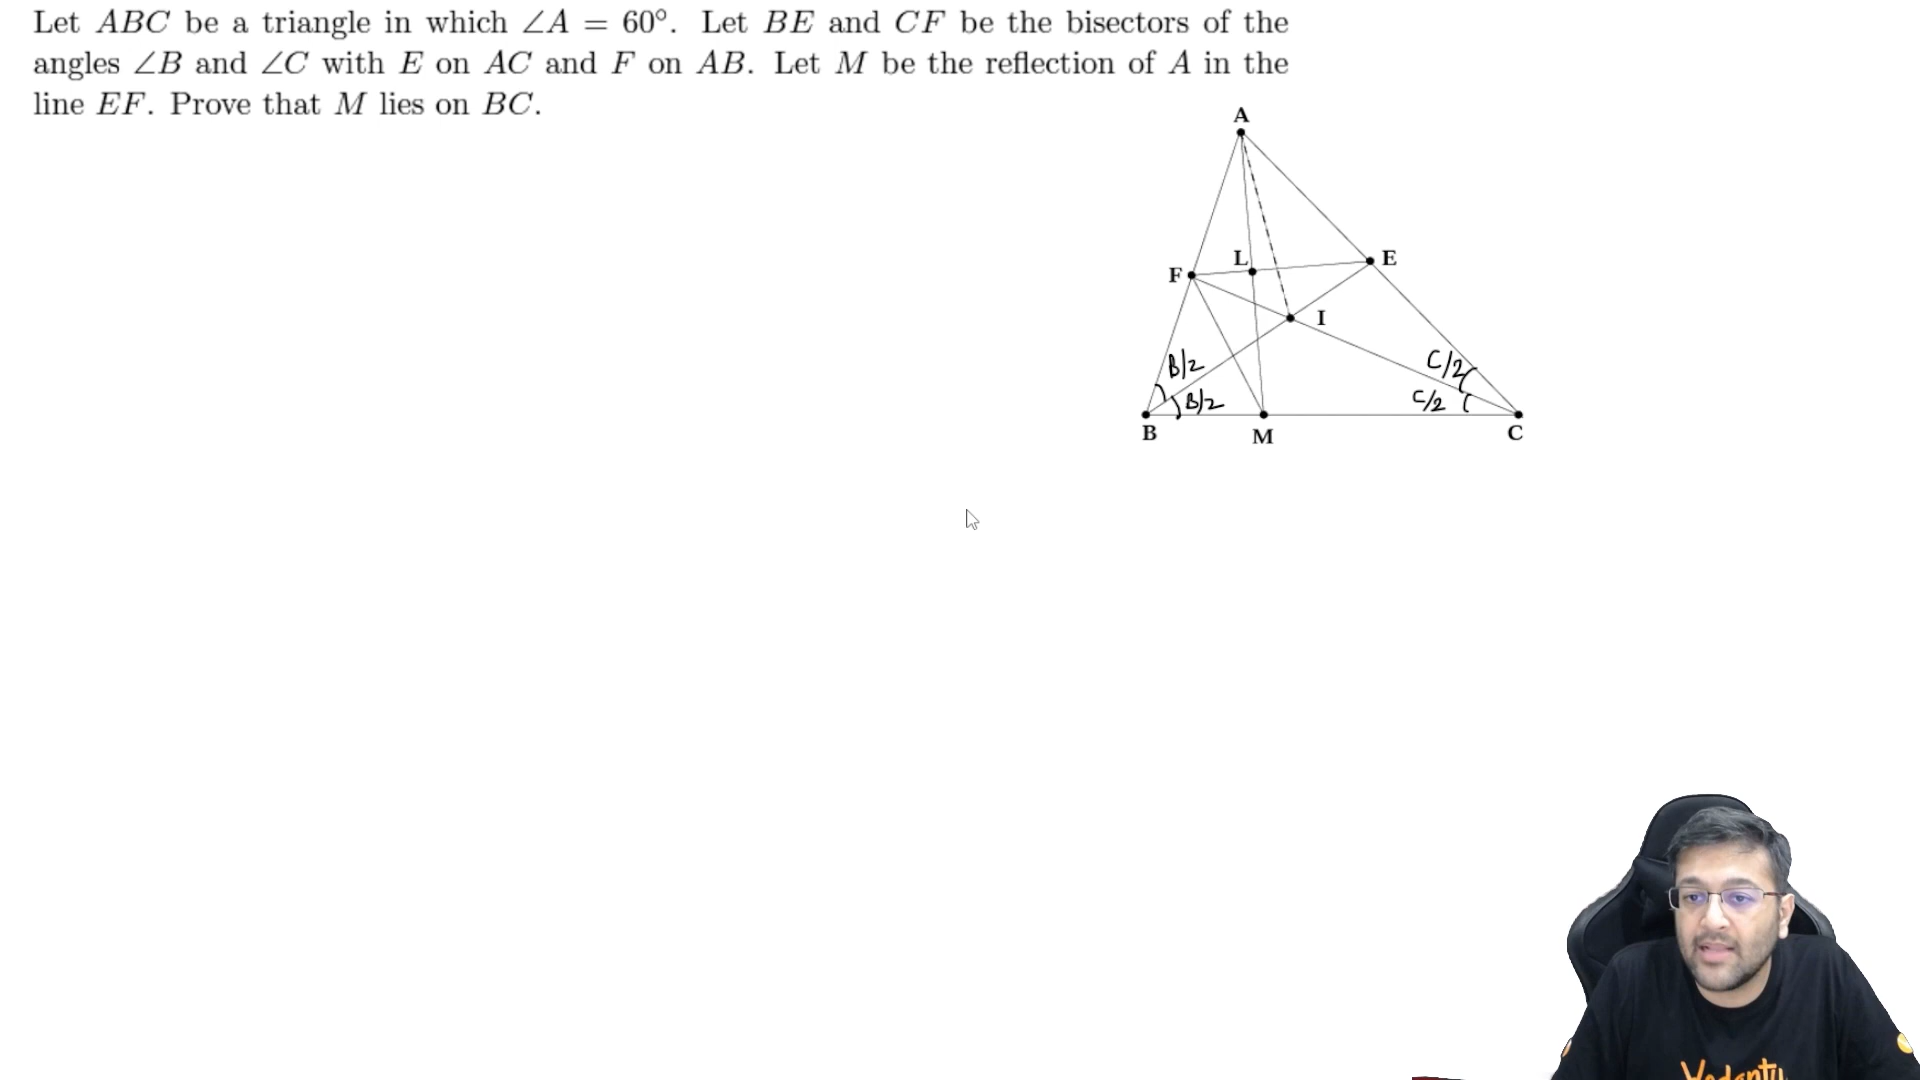 Let ABC be a triangle in which ∠A = 60°. Let BE and CF be the bisectors of the
angles ∠B and ∠C with E on AC and F on AB. Let M be the reflection of A in the
line EF. Prove that M lies on BC.
A
L
E
F
I
B/2
C/2
B/2
C/2
B
M
C
Vedantu